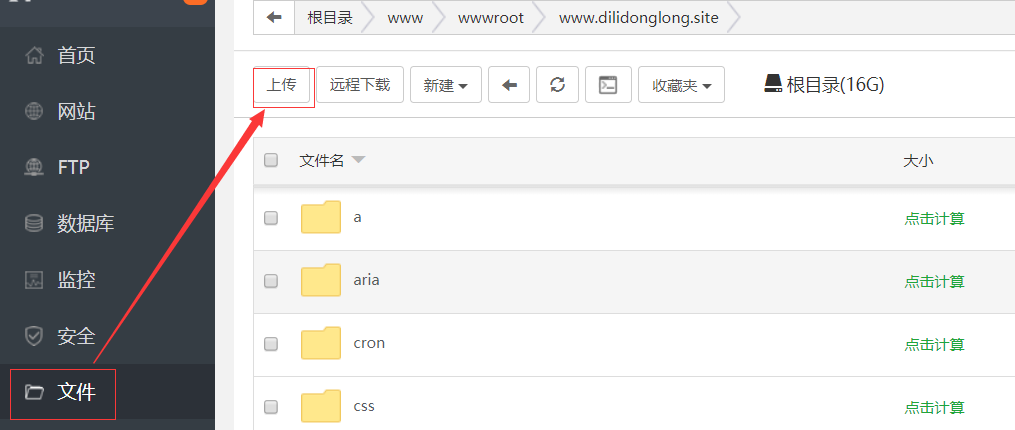 根目录 www wwwroot www.dilidonglong.site
首页
网站
FTP
数据库
监控
安全
文件
上传 远程下载 新建 收藏夹 根目录(16G)
文件名 大小
a 点击计算
aria 点击计算
cron 点击计算
css 点击计算